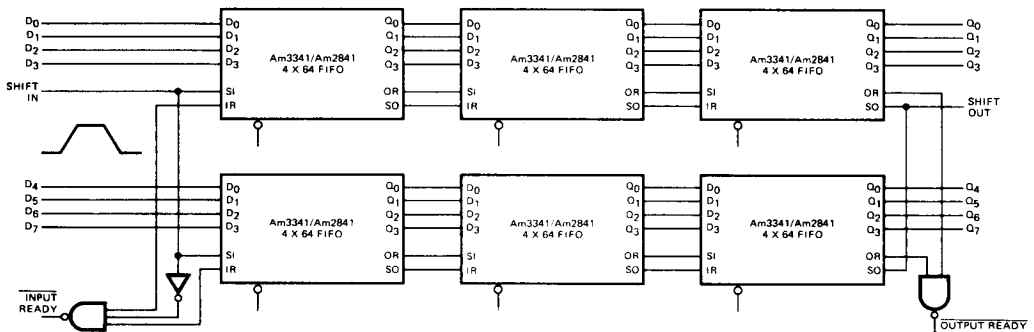 D0
D1
D2
D3
SHIFT
IN
D0
D1
D2
D3
SI
IR
Am3341/Am2841
4 X 64 FIFO
Q0
Q1
Q2
Q3
OR
SO
D0
D1
D2
D3
SI
IR
Am3341/Am2841
4 X 64 FIFO
Q0
Q1
Q2
Q3
OR
SO
D0
D1
D2
D3
SI
IR
Am3341/Am2841
4 X 64 FIFO
Q0
Q1
Q2
Q3
OR
SO
Q0
Q1
Q2
Q3
SHIFT
OUT
D4
D5
D6
D7
D0
D1
D2
D3
SI
IR
Am3341/Am2841
4 X 64 FIFO
Q0
Q1
Q2
Q3
OR
SO
D0
D1
D2
D3
SI
IR
Am3341/Am2841
4 X 64 FIFO
Q0
Q1
Q2
Q3
OR
SO
D0
D1
D2
D3
SI
IR
Am3341/Am2841
4 X 64 FIFO
Q0
Q1
Q2
Q3
OR
SO
Q4
Q5
Q6
Q7
INPUT
READY
OUTPUT READY